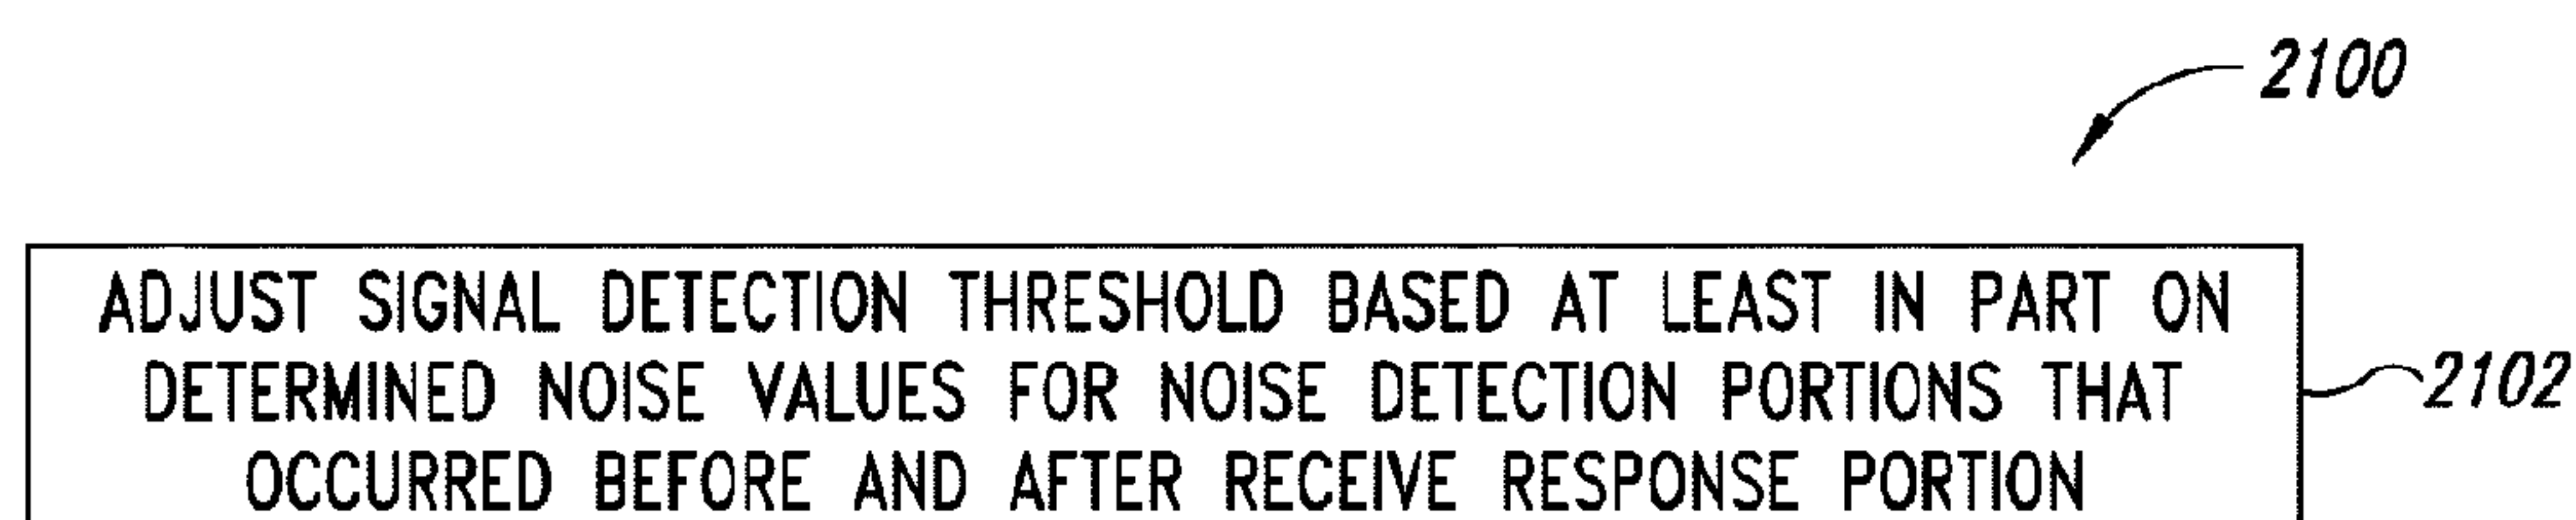 2100
ADJUST SIGNAL DETECTION THRESHOLD BASED AT LEAST IN PART ON
DETERMINED NOISE VALUES FOR NOISE DETECTION PORTIONS THAT
OCCURRED BEFORE AND AFTER RECEIVE RESPONSE PORTION
2102